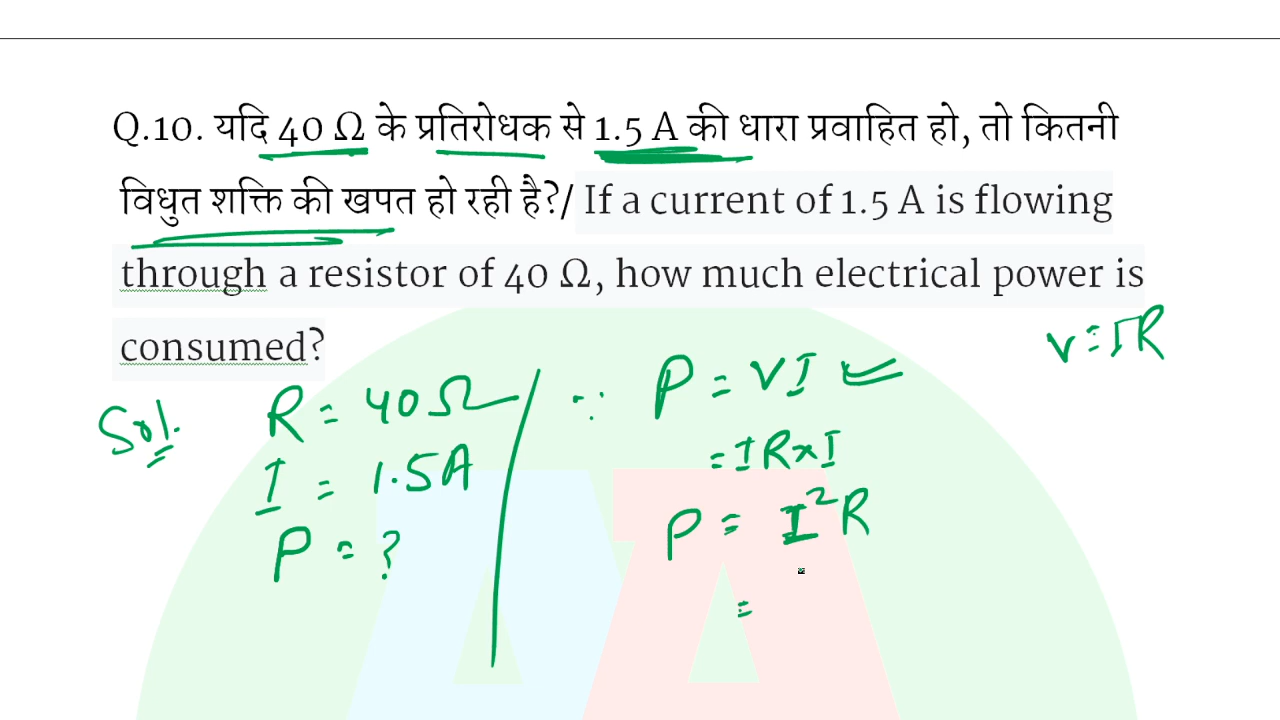 Q.10. यदि 40 Ω के प्रतिरोधक से 1.5 A की धारा प्रवाहित हो, तो कितनी
विधुत शक्ति की खपत हो रही है?/ If a current of 1.5 A is flowing
through a resistor of 40 Ω, how much electrical power is
consumed?
V = IR
Sol.
R = 40 Ω
I = 1.5A
P = ?
∵ P = VI ✓
= IR×I
P = I²R
=